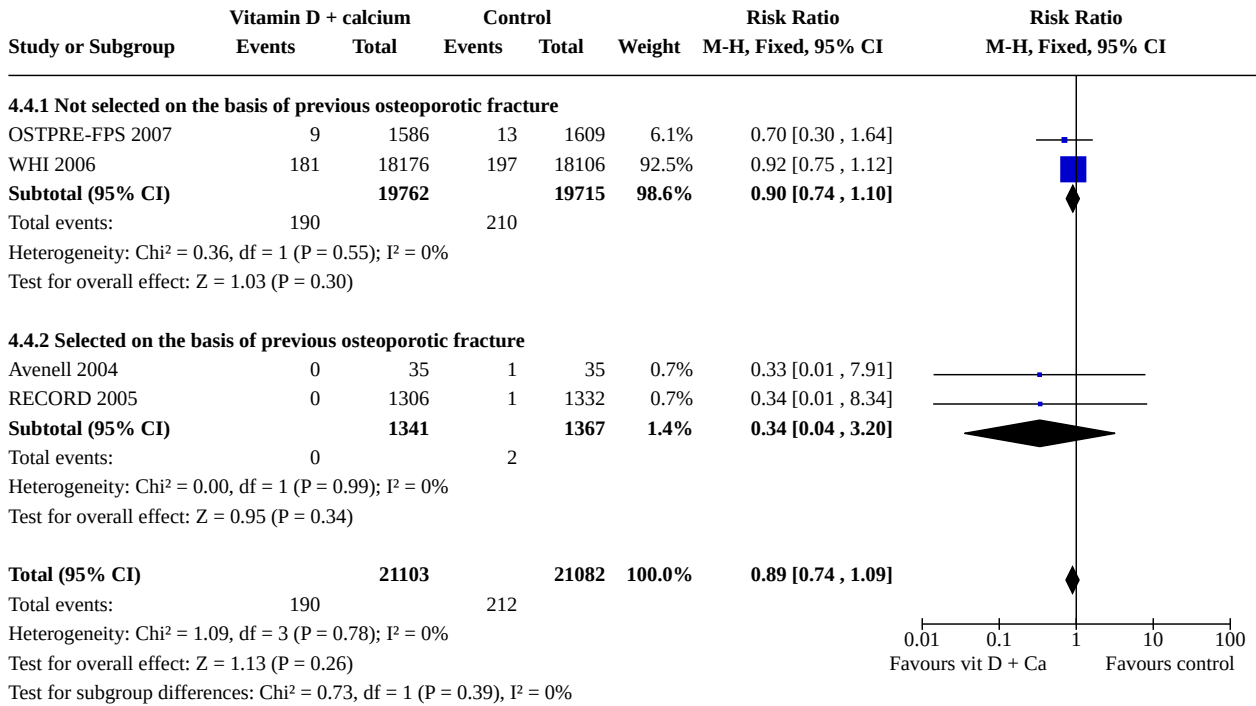 Vitamin D + calcium Control Risk Ratio Risk Ratio
Study or Subgroup Events Total Events Total Weight M-H, Fixed, 95% CI M-H, Fixed, 95% CI
4.4.1 Not selected on the basis of previous osteoporotic fracture
OSTPRE-FPS 2007 9 1586 13 1609 6.1% 0.70 [0.30 , 1.64]
WHI 2006 181 18176 197 18106 92.5% 0.92 [0.75 , 1.12]
Subtotal (95% CI) 19762 19715 98.6% 0.90 [0.74 , 1.10]
Total events: 190 210
Heterogeneity: Chi² = 0.36, df = 1 (P = 0.55); I² = 0%
Test for overall effect: Z = 1.03 (P = 0.30)
4.4.2 Selected on the basis of previous osteoporotic fracture
Avenell 2004 0 35 1 35 0.7% 0.33 [0.01 , 7.91]
RECORD 2005 0 1306 1 1332 0.7% 0.34 [0.01 , 8.34]
Subtotal (95% CI) 1341 1367 1.4% 0.34 [0.04 , 3.20]
Total events: 0 2
Heterogeneity: Chi² = 0.00, df = 1 (P = 0.99); I² = 0%
Test for overall effect: Z = 0.95 (P = 0.34)
Total (95% CI) 21103 21082 100.0% 0.89 [0.74 , 1.09]
Total events: 190 212
Heterogeneity: Chi² = 1.09, df = 3 (P = 0.78); I² = 0%
0.01 0.1 1 10 100
Test for overall effect: Z = 1.13 (P = 0.26)
Favours vit D + Ca Favours control
Test for subgroup differences: Chi² = 0.73, df = 1 (P = 0.39), I² = 0%